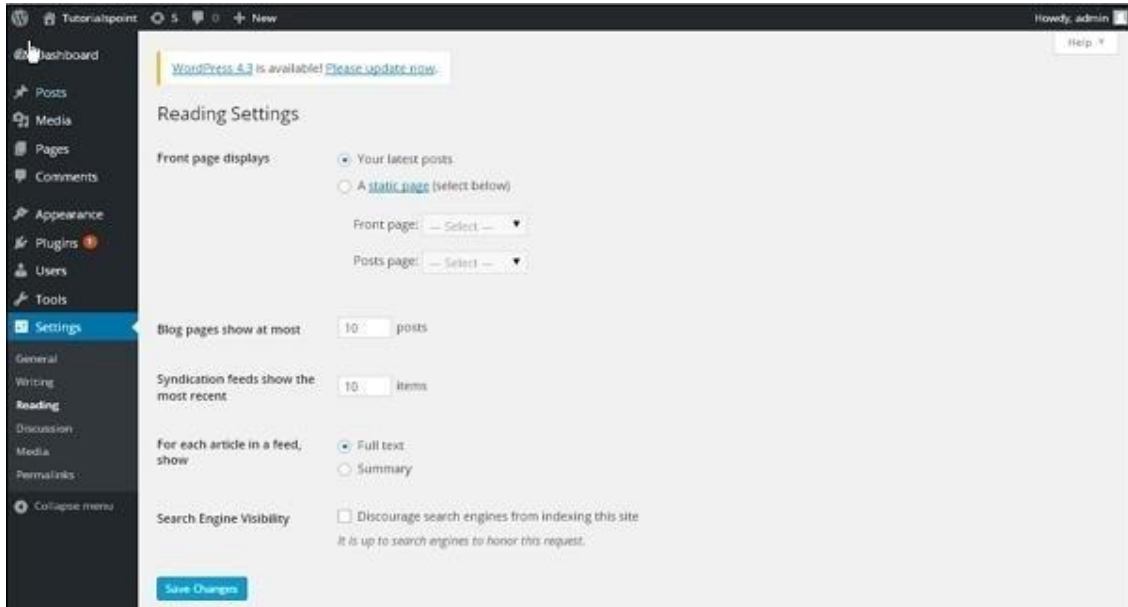 Tutorialspoint 5 0 + New Howdy, admin
Help ▼
Dashboard
Posts
Media
Pages
Comments
Appearance
Plugins 1
Users
Tools
Settings
General
Writing
Reading
Discussion
Media
Permalinks
Collapse menu
WordPress 4.3 is available! Please update now.
Reading Settings
Front page displays
Your latest posts
A static page (select below)
Front page: — Select — ▼
Posts page: — Select — ▼
Blog pages show at most 10 posts
Syndication feeds show the
most recent
10 items
For each article in a feed,
show
Full text
Summary
Search Engine Visibility
Discourage search engines from indexing this site
It is up to search engines to honor this request.
Save Changes